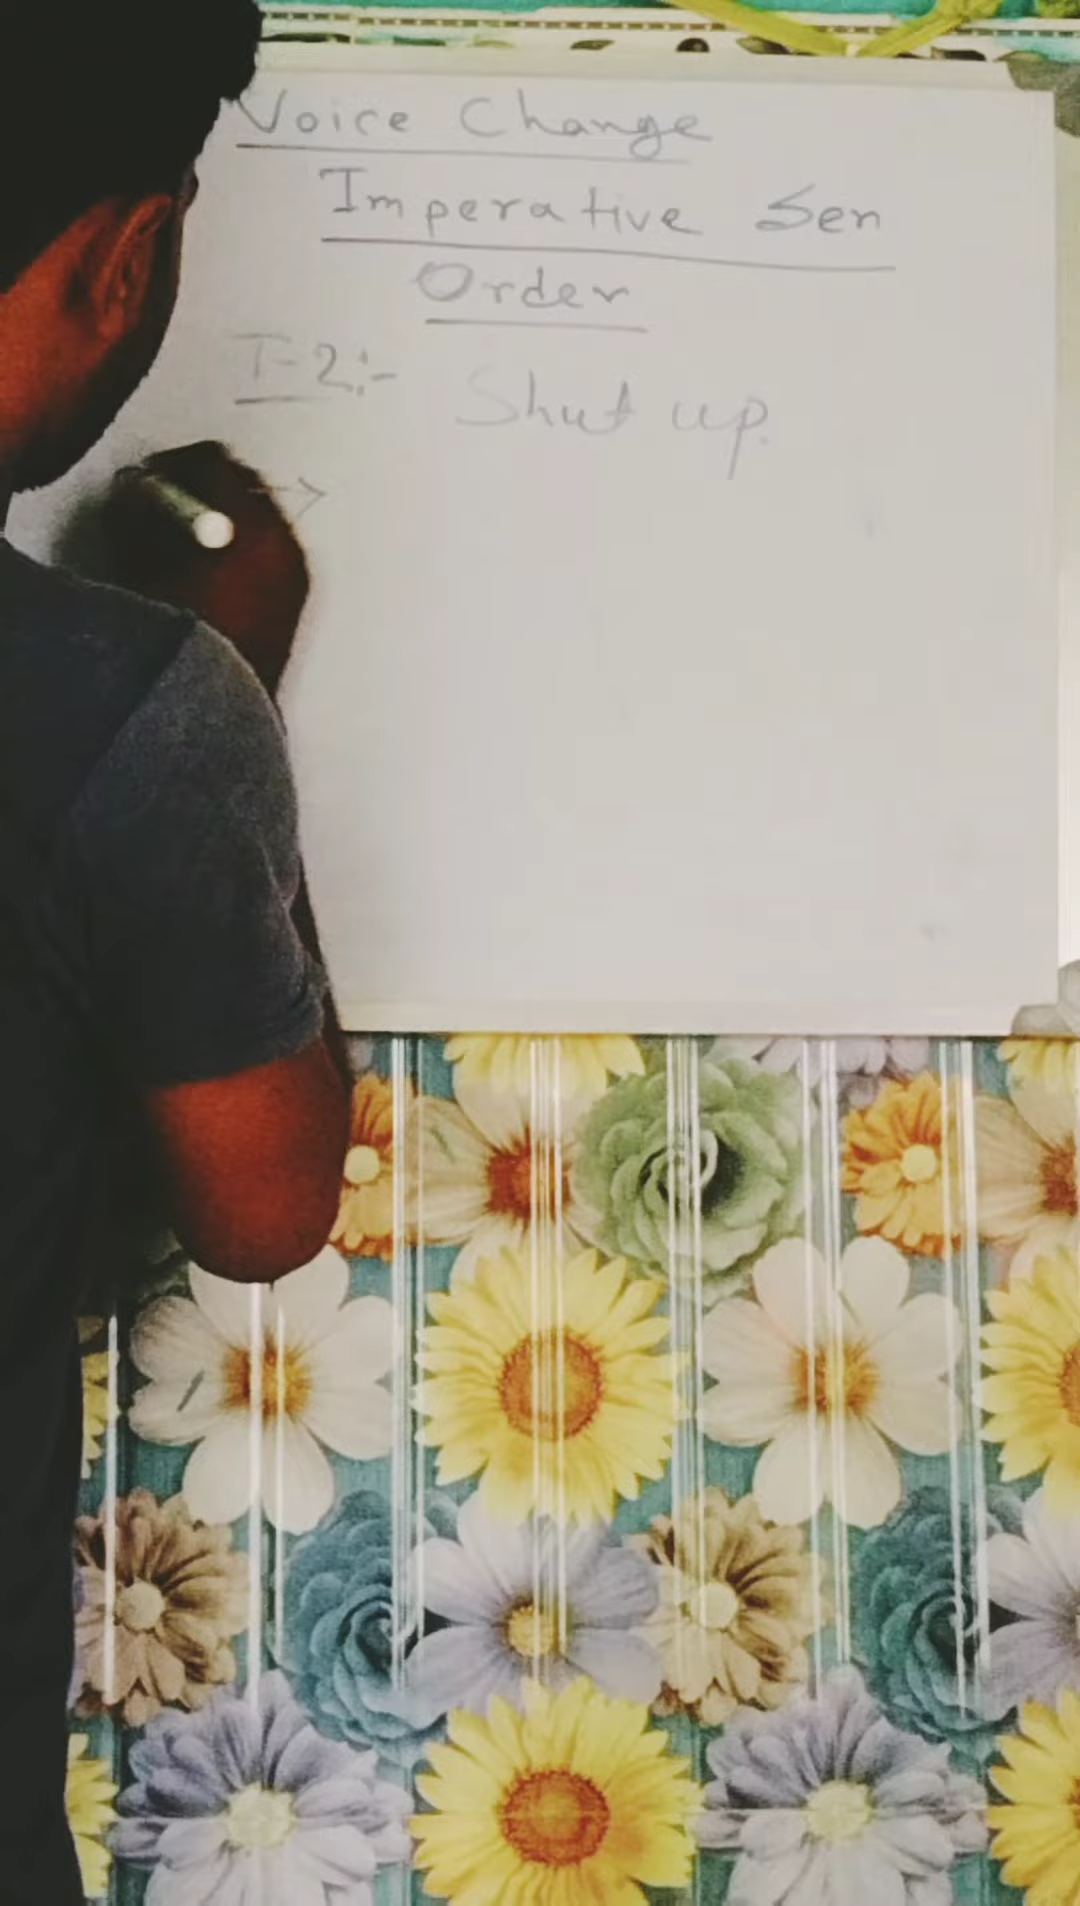 Voice Change
Imperative Sen
Order
T-2:- Shut up.
→